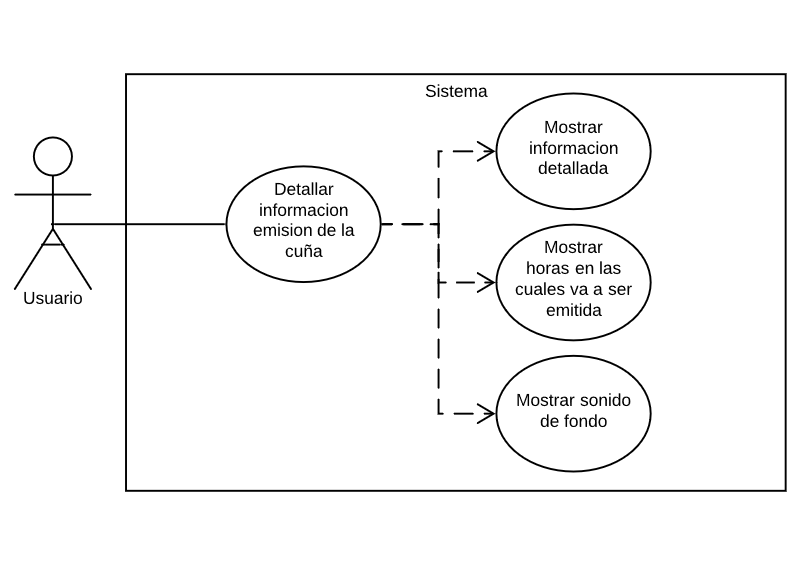 Sistema
Usuario
Detallar
informacion
emision de la
cuña
Mostrar
informacion
detallada
Mostrar
horas en las
cuales va a ser
emitida
Mostrar sonido
de fondo